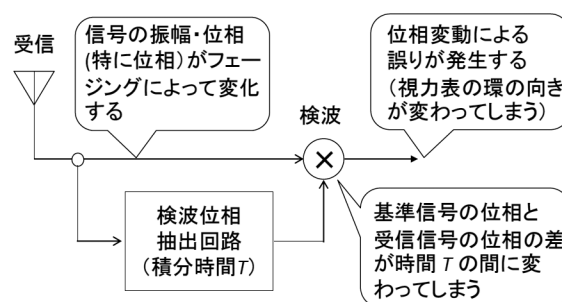 受信
信号の振幅・位相
(特に位相）がフェー
ジングによって変化
する
位相変動による
誤りが発生する
（視力表の環の向き
が変わってしまう）
検波
×
検波位相
抽出回路
（積分時間T）
基準信号の位相と
受信信号の位相の差
が時間 T の間に変
わってしまう